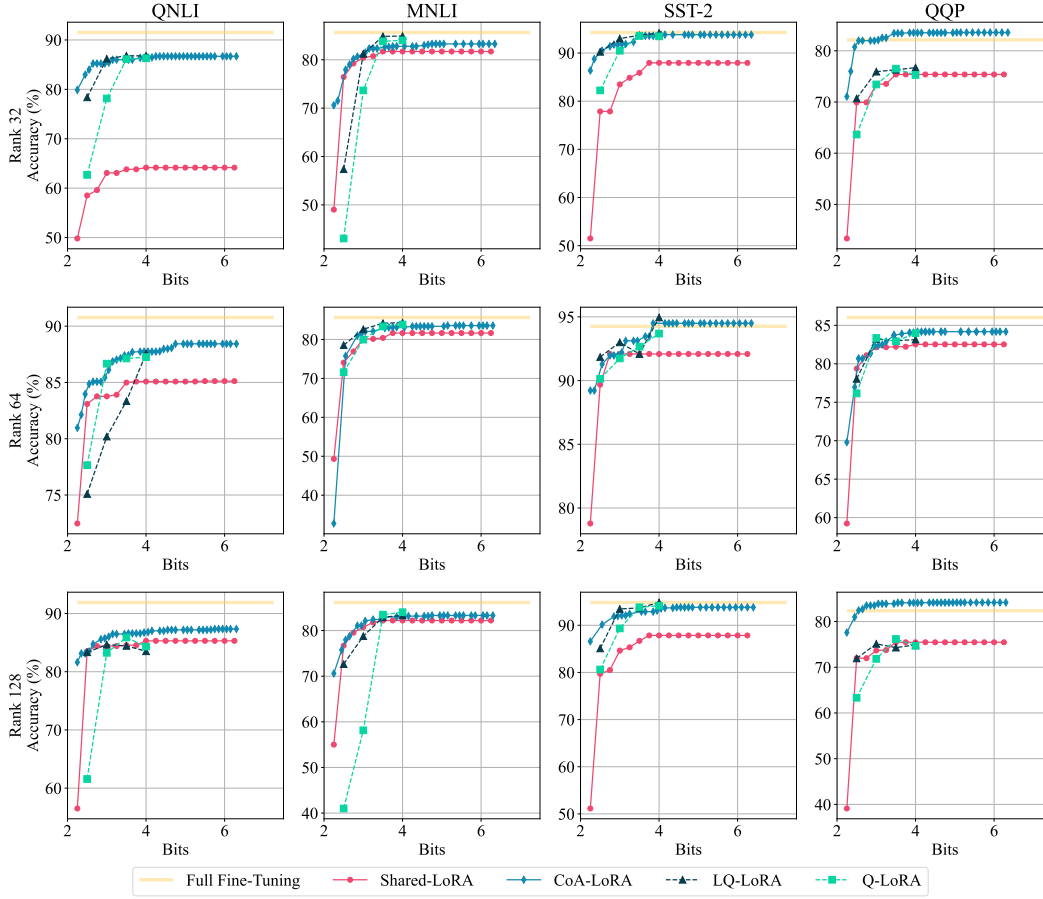 QNLI MNLI SST-2 QQP
Rank 32
Accuracy (%)
90
80
70
60
50
2 4 6
Bits
80
70
60
50
2 4 6
Bits
90
80
70
60
50
2 4 6
Bits
80
70
60
50
2 4 6
Bits
Rank 64
Accuracy (%)
90
85
80
75
2 4 6
Bits
80
70
60
50
40
2 4 6
Bits
95
90
85
80
2 4 6
Bits
85
80
75
70
65
60
2 4 6
Bits
Rank 128
Accuracy (%)
90
80
70
60
2 4 6
Bits
80
70
60
50
40
2 4 6
Bits
90
80
70
60
50
2 4 6
Bits
80
70
60
50
40
2 4 6
Bits
Full Fine-Tuning Shared-LoRA CoA-LoRA LQ-LoRA Q-LoRA